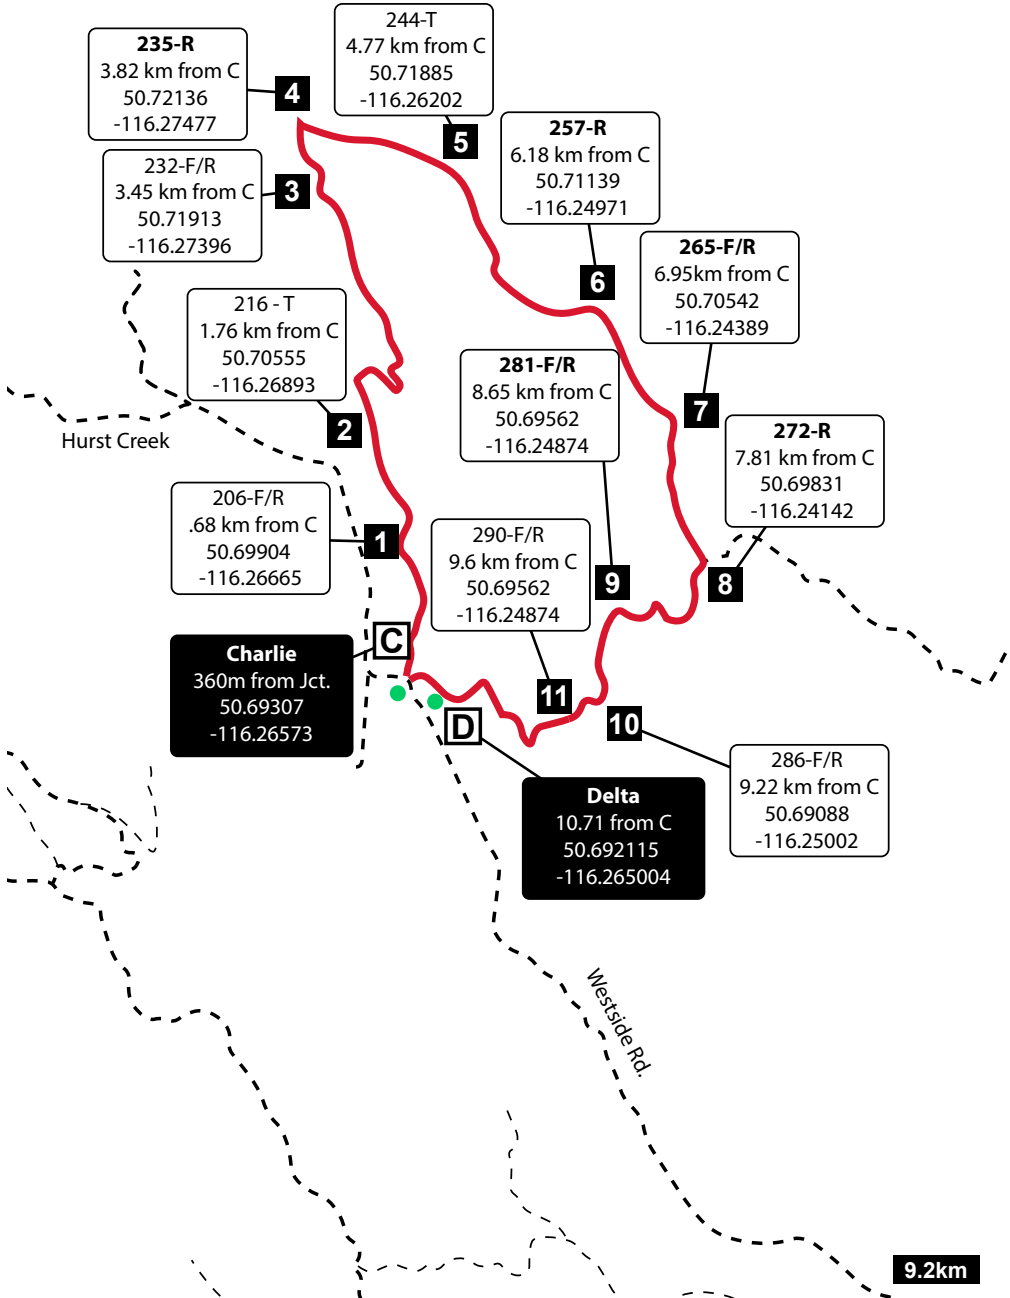 244-T
4.77 km from C
50.71885
-116.26202
235-R
3.82 km from C
50.72136
-116.27477
4
5
257-R
6.18 km from C
50.71139
-116.24971
232-F/R
3.45 km from C
50.71913
-116.27396
3
265-F/R
6.95km from C
50.70542
-116.24389
6
216 - T
1.76 km from C
50.70555
-116.26893
2
281-F/R
8.65 km from C
50.69562
-116.24874
7
272-R
7.81 km from C
50.69831
-116.24142
Hurst Creek
206-F/R
.68 km from C
50.69904
-116.26665
1
290-F/R
9.6 km from C
50.69562
-116.24874
9
8
C
Charlie
360m from Jct.
50.69307
-116.26573
11
10
D
286-F/R
9.22 km from C
50.69088
-116.25002
Delta
10.71 from C
50.692115
-116.265004
Westside Rd.
9.2km